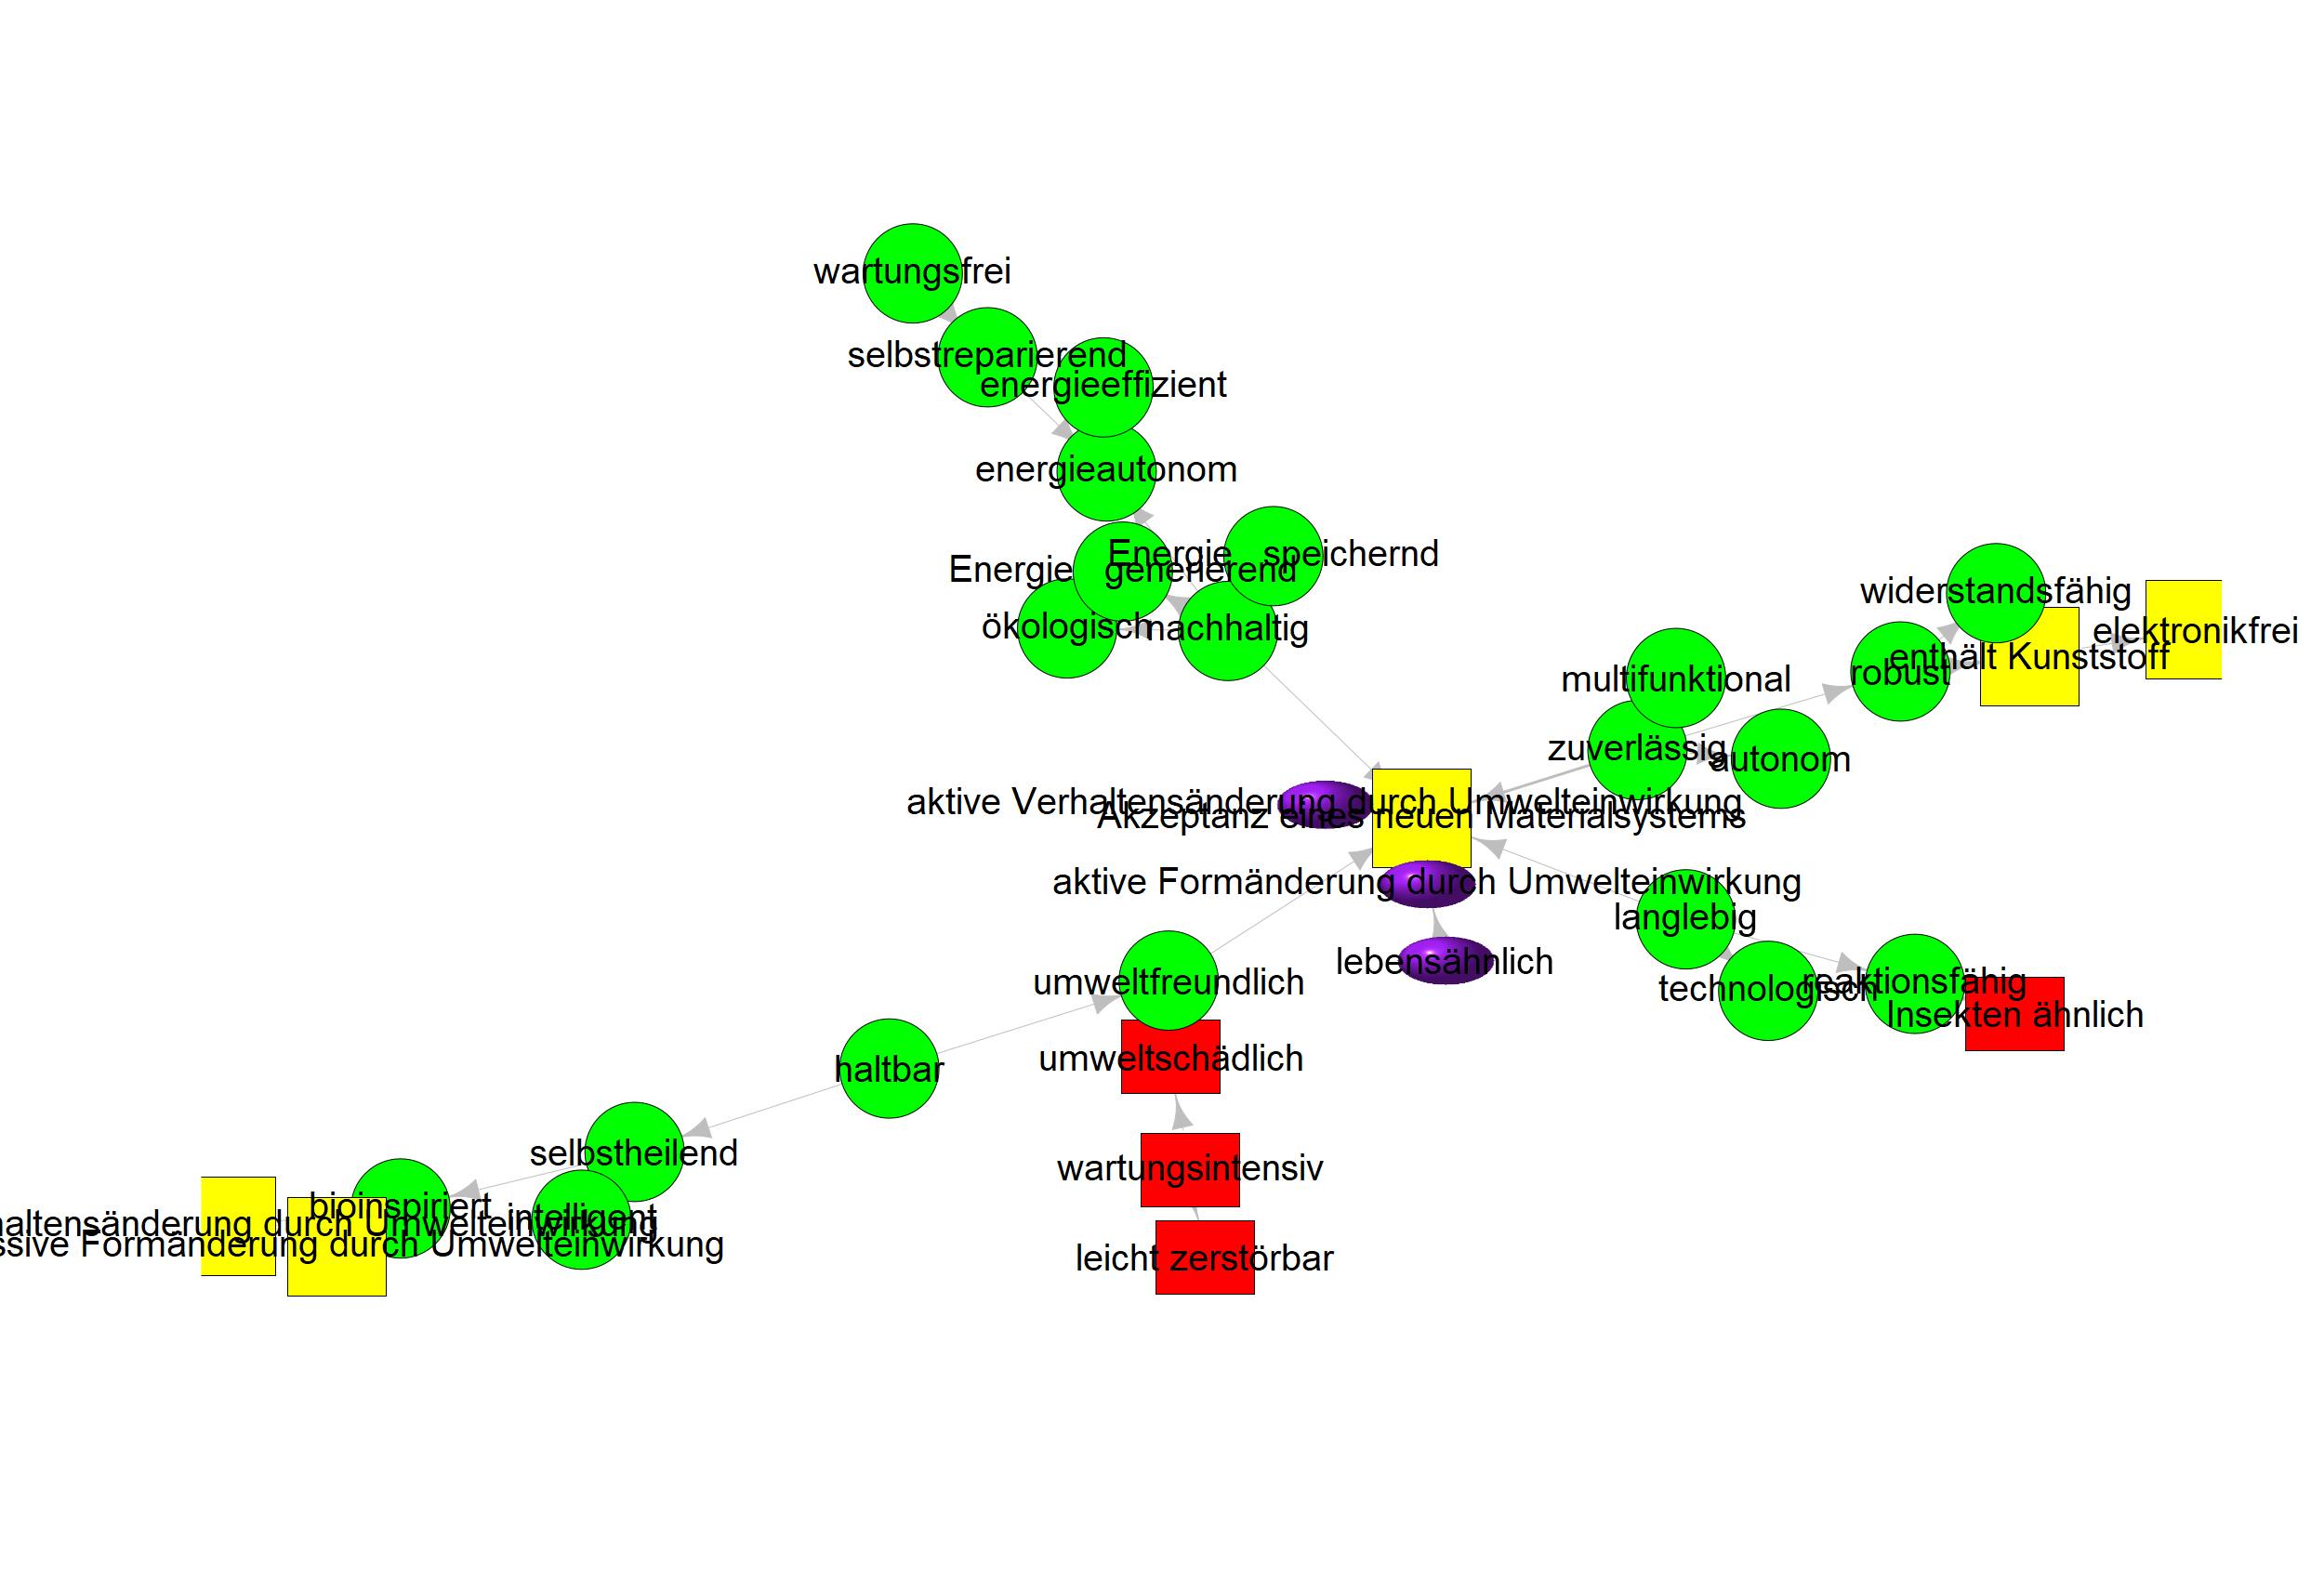 wartungsfrei
selbstreparierend
energieeffizient
energieautonom
Energie speichernd
Energie generierend
ökologisch
nachhaltig
widerstandsfähig
elektronikfrei
enthält Kunststoff
robust
multifunktional
zuverlässig
autonom
aktive Verhaltensänderung durch Umwelteinwirkung
Akzeptanz eines neuen Materialsystems
aktive Formänderung durch Umwelteinwirkung
langlebig
lebensähnlich
umweltfreundlich
technologisch
reaktionsfähig
Insekten ähnlich
umweltschädlich
haltbar
selbstheilend
wartungsintensiv
bioinspiriert
intelligent
haltensänderung durch Umwelteinwirkung
ssive Formänderung durch Umwelteinwirkung
leicht zerstörbar